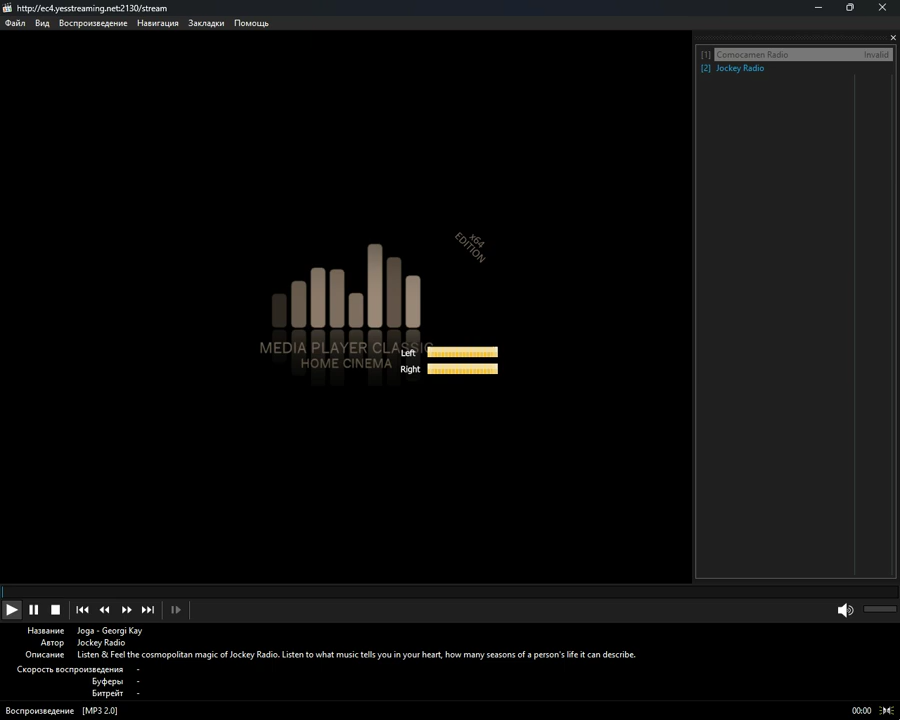 http://ec4.yesstreaming.net:2130/stream
Файл Вид Воспроизведение Навигация Закладки Помощь
[1] Comocamen Radio Invalid
[2] Jockey Radio
x64
EDITION
MEDIA PLAYER CLASSIC
HOME CINEMA
Left
Right
Название Joga - Georgi Kay
Автор Jockey Radio
Описание Listen & Feel the cosmopolitan magic of Jockey Radio. Listen to what music tells you in your heart, how many seasons of a person's life it can describe.
Скорость воспроизведения -
Буферы -
Битрейт -
Воспроизведение [MP3 2.0] 00:00